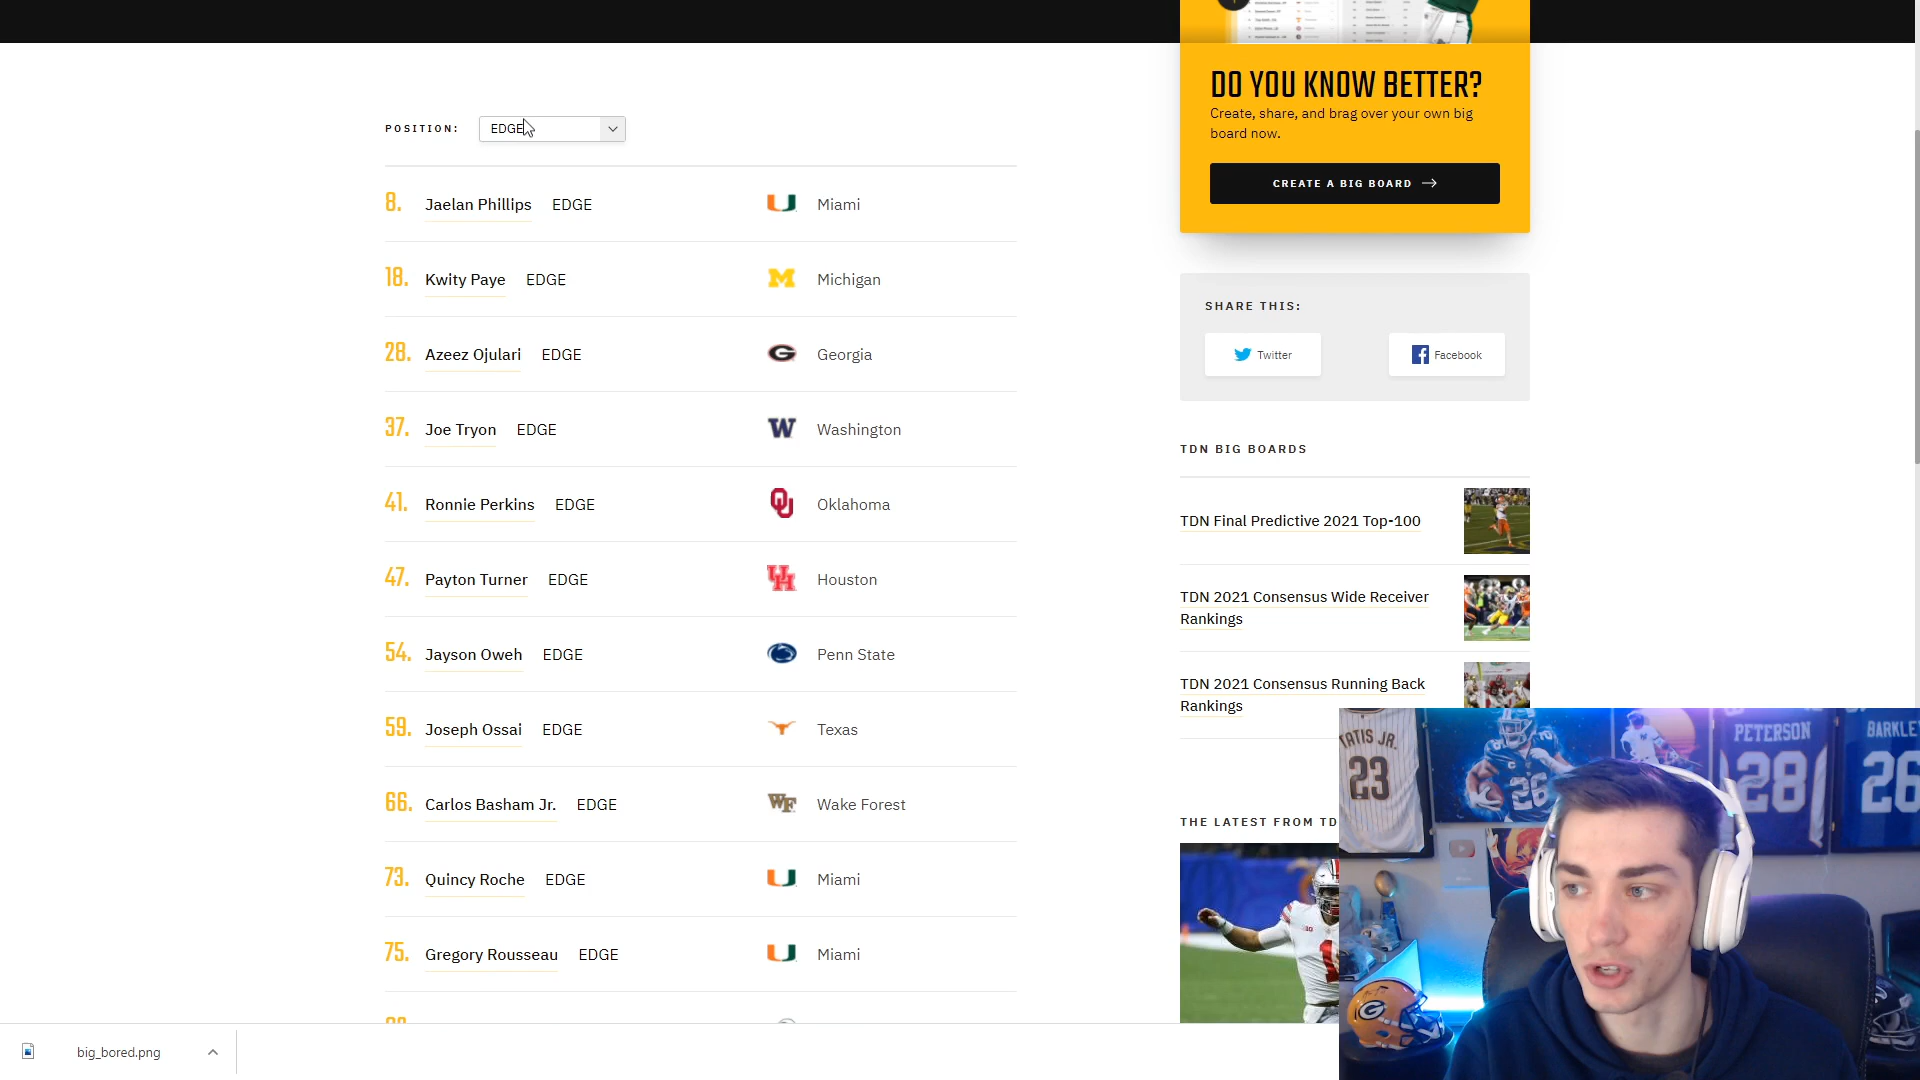 POSITION:
EDGE
8. Jaelan Phillips EDGE Miami
18. Kwity Paye EDGE Michigan
28. Azeez Ojulari EDGE Georgia
37. Joe Tryon EDGE Washington
41. Ronnie Perkins EDGE Oklahoma
47. Payton Turner EDGE Houston
54. Jayson Oweh EDGE Penn State
59. Joseph Ossai EDGE Texas
66. Carlos Basham Jr. EDGE Wake Forest
73. Quincy Roche EDGE Miami
75. Gregory Rousseau EDGE Miami
DO YOU KNOW BETTER?
Create, share, and brag over your own big
board now.
CREATE A BIG BOARD
SHARE THIS:
Twitter
Facebook
TDN BIG BOARDS
TDN Final Predictive 2021 Top-100
TDN 2021 Consensus Wide Receiver
Rankings
TDN 2021 Consensus Running Back
Rankings
THE LATEST FROM TD
TATIS JR.
23
26
PETERSON
28
BARKLE
26
big_bored.png